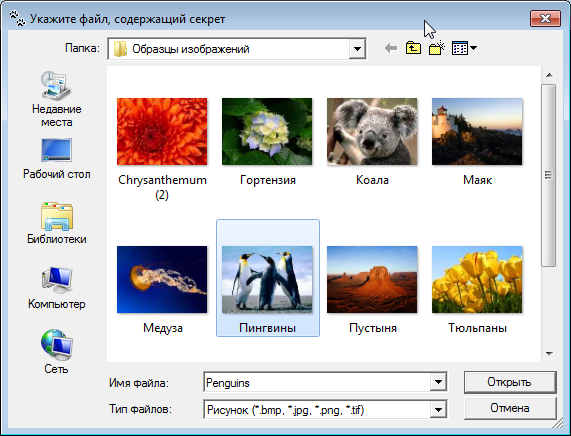 Укажите файл, содержащий секрет
Папка: Образцы изображений
Недавние
места
Рабочий стол
Библиотеки
Компьютер
Сеть
Chrysanthemum
(2)
Гортензия
Коала
Маяк
Медуза
Пингвины
Пустыня
Тюльпаны
Имя файла: Penguins Открыть
Тип файлов: Рисунок (*.bmp, *.jpg, *.png, *.tif) Отмена